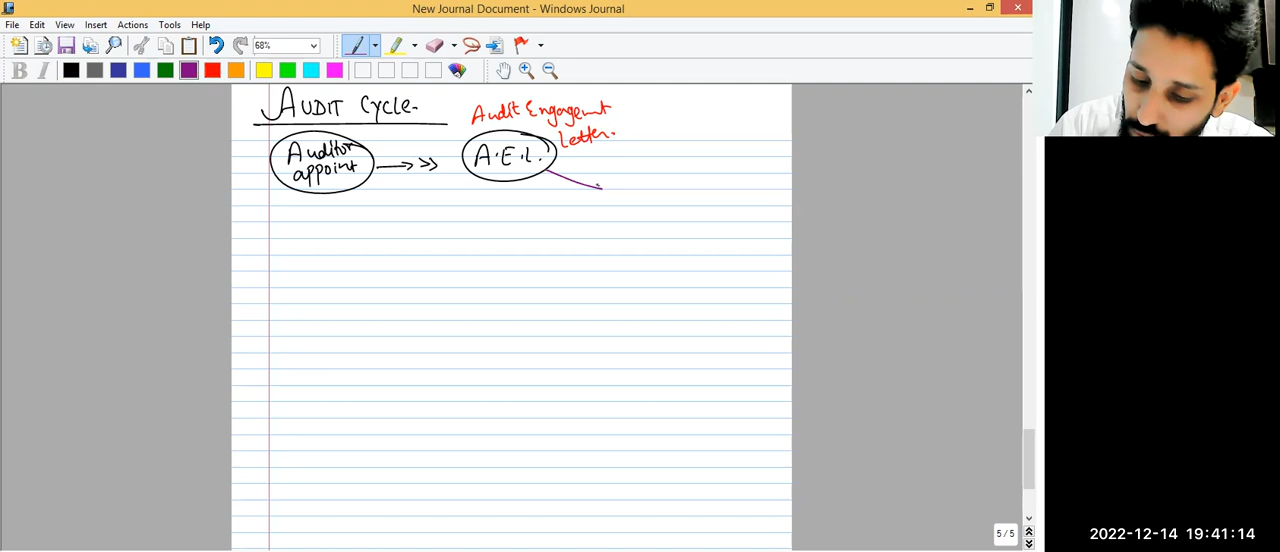 New Journal Document - Windows Journal
File Edit View Insert Actions Tools Help
68%
B I
AUDIT Cycle-
Audit Engagement
Letter.
Auditor
appoint
A.E.L.
5 / 5
2022-12-14 19:41:14